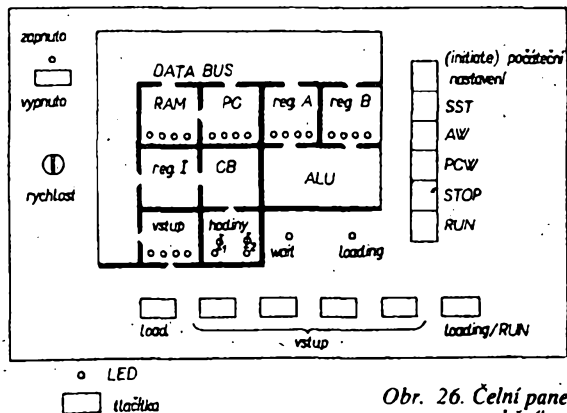 zapnuto
vypnuto
rychlost
DATA BUS
RAM
PC
reg. A
reg. B
reg. I
CB
ALU
vstup
hodiny
wait
loading
(initiate) počáteční
nastavení
SST
AW
PCW
STOP
RUN
load
vstup
loading/RUN
LED
tlačítka
Obr. 26. Čelní pane